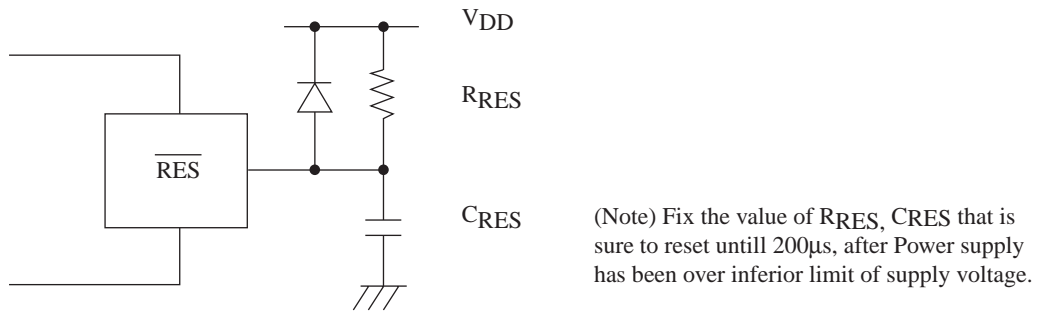 VDD
RRES
RES
CRES
(Note) Fix the value of RRES, CRES that is
sure to reset untill 200μs, after Power supply
has been over inferior limit of supply voltage.